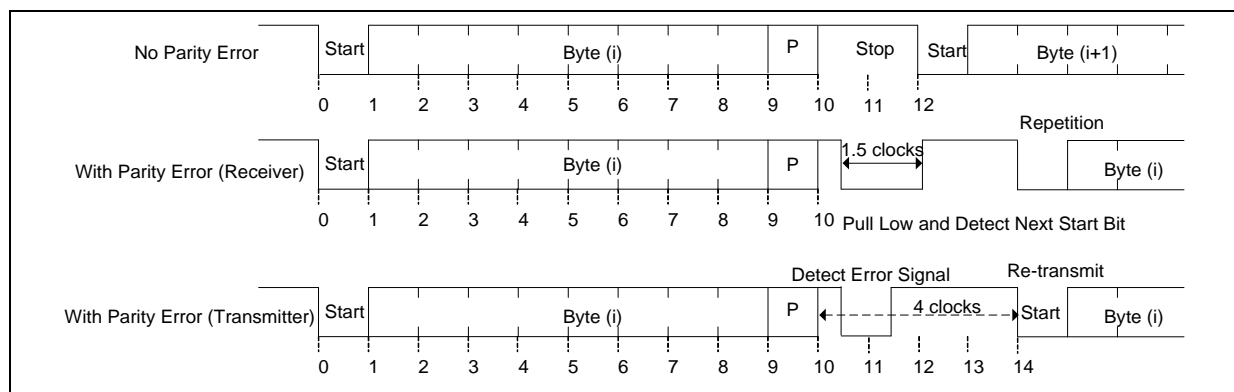 No Parity Error Start Byte (i) P Stop Start Byte (i+1)
0 1 2 3 4 5 6 7 8 9 10 11 12
Repetition
With Parity Error (Receiver) Start Byte (i) P 1.5 clocks Byte (i)
0 1 2 3 4 5 6 7 8 9 10 Pull Low and Detect Next Start Bit
Detect Error Signal Re-transmit
With Parity Error (Transmitter) Start Byte (i) P 4 clocks Start Byte (i)
0 1 2 3 4 5 6 7 8 9 10 11 12 13 14